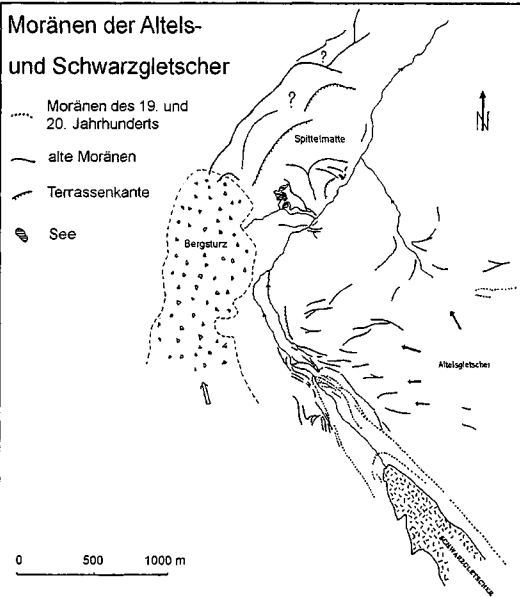 Moränen der Altels-
und Schwarzgletscher
Moränen des 19. und
20. Jahrhunderts
alte Moränen
Terrassenkante
See
?
?
N
Spittelmatte
Bergsturz
Altelsgletscher
SCHWARZGLETSCHER
0 500 1000 m